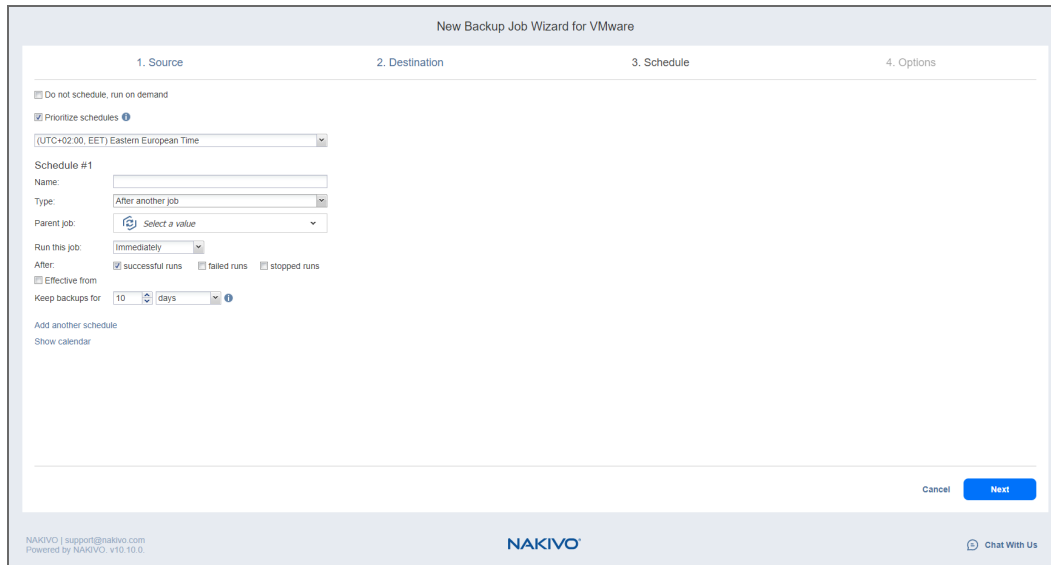 New Backup Job Wizard for VMware
1. Source 2. Destination 3. Schedule 4. Options
Do not schedule, run on demand
Prioritize schedules
(UTC+02:00, EET) Eastern European Time
Schedule #1
Name:
Type: After another job
Parent job: Select a value
Run this job: Immediately
After: successful runs failed runs stopped runs
Effective from
Keep backups for 10 days
Add another schedule
Show calendar
Cancel Next
NAKIVO | support@nakivo.com
Powered by NAKIVO. v10.10.0
NAKIVO
Chat With Us